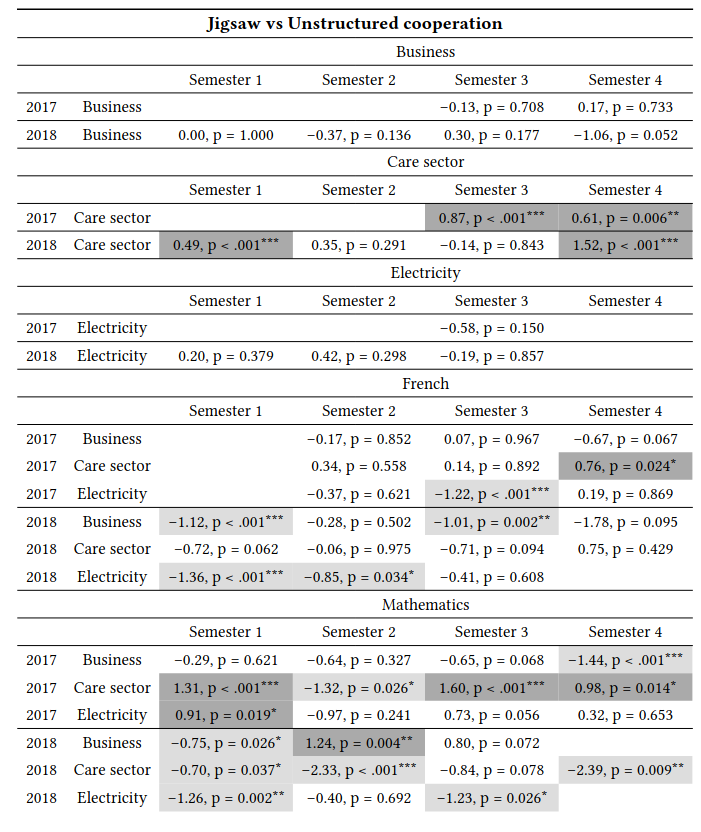 Jigsaw vs Unstructured cooperation
Business
Semester 1 Semester 2 Semester 3 Semester 4
2017 Business −0.13, p = 0.708 0.17, p = 0.733
2018 Business 0.00, p = 1.000 −0.37, p = 0.136 0.30, p = 0.177 −1.06, p = 0.052
Care sector
Semester 1 Semester 2 Semester 3 Semester 4
2017 Care sector 0.87, p < .001*** 0.61, p = 0.006**
2018 Care sector 0.49, p < .001*** 0.35, p = 0.291 −0.14, p = 0.843 1.52, p < .001***
Electricity
Semester 1 Semester 2 Semester 3 Semester 4
2017 Electricity −0.58, p = 0.150
2018 Electricity 0.20, p = 0.379 0.42, p = 0.298 −0.19, p = 0.857
French
Semester 1 Semester 2 Semester 3 Semester 4
2017 Business −0.17, p = 0.852 0.07, p = 0.967 −0.67, p = 0.067
2017 Care sector 0.34, p = 0.558 0.14, p = 0.892 0.76, p = 0.024*
2017 Electricity −0.37, p = 0.621 −1.22, p < .001*** 0.19, p = 0.869
2018 Business −1.12, p < .001*** −0.28, p = 0.502 −1.01, p = 0.002** −1.78, p = 0.095
2018 Care sector −0.72, p = 0.062 −0.06, p = 0.975 −0.71, p = 0.094 0.75, p = 0.429
2018 Electricity −1.36, p < .001*** −0.85, p = 0.034* −0.41, p = 0.608
Mathematics
Semester 1 Semester 2 Semester 3 Semester 4
2017 Business −0.29, p = 0.621 −0.64, p = 0.327 −0.65, p = 0.068 −1.44, p < .001***
2017 Care sector 1.31, p < .001*** −1.32, p = 0.026* 1.60, p < .001*** 0.98, p = 0.014*
2017 Electricity 0.91, p = 0.019* −0.97, p = 0.241 0.73, p = 0.056 0.32, p = 0.653
2018 Business −0.75, p = 0.026* 1.24, p = 0.004** 0.80, p = 0.072
2018 Care sector −0.70, p = 0.037* −2.33, p < .001*** −0.84, p = 0.078 −2.39, p = 0.009**
2018 Electricity −1.26, p = 0.002** −0.40, p = 0.692 −1.23, p = 0.026*